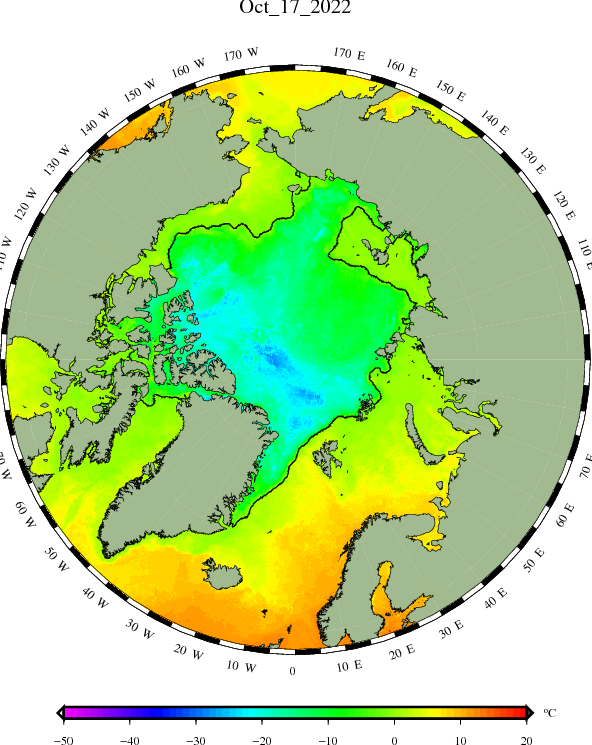 Oct_17_2022
170 W
170 E
160 W
160 E
150 W
150 E
140 W
140 E
130 W
130 E
120 W
120 E
110 E
70 E
60 W
60 E
50 W
50 E
40 W
40 E
30 W
30 E
20 W
20 E
10 W
10 E
0
°C
−50 −40 −30 −20 −10 0 10 20